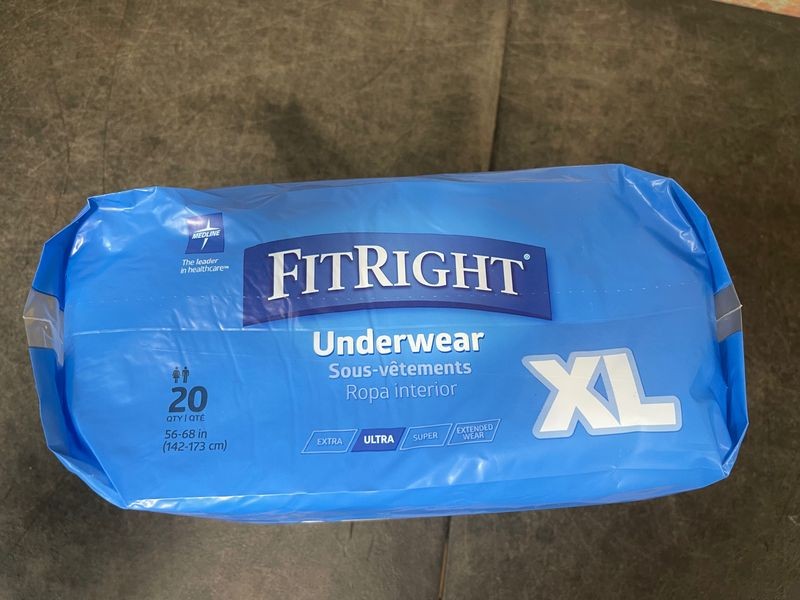 MEDLINE
The leader
in healthcare™
FITRIGHT®
Underwear
Sous-vêtements
Ropa interior
XL
20
QTY | QTÉ
56-68 in
(142-173 cm)
EXTRA
ULTRA
SUPER
EXTENDED
WEAR